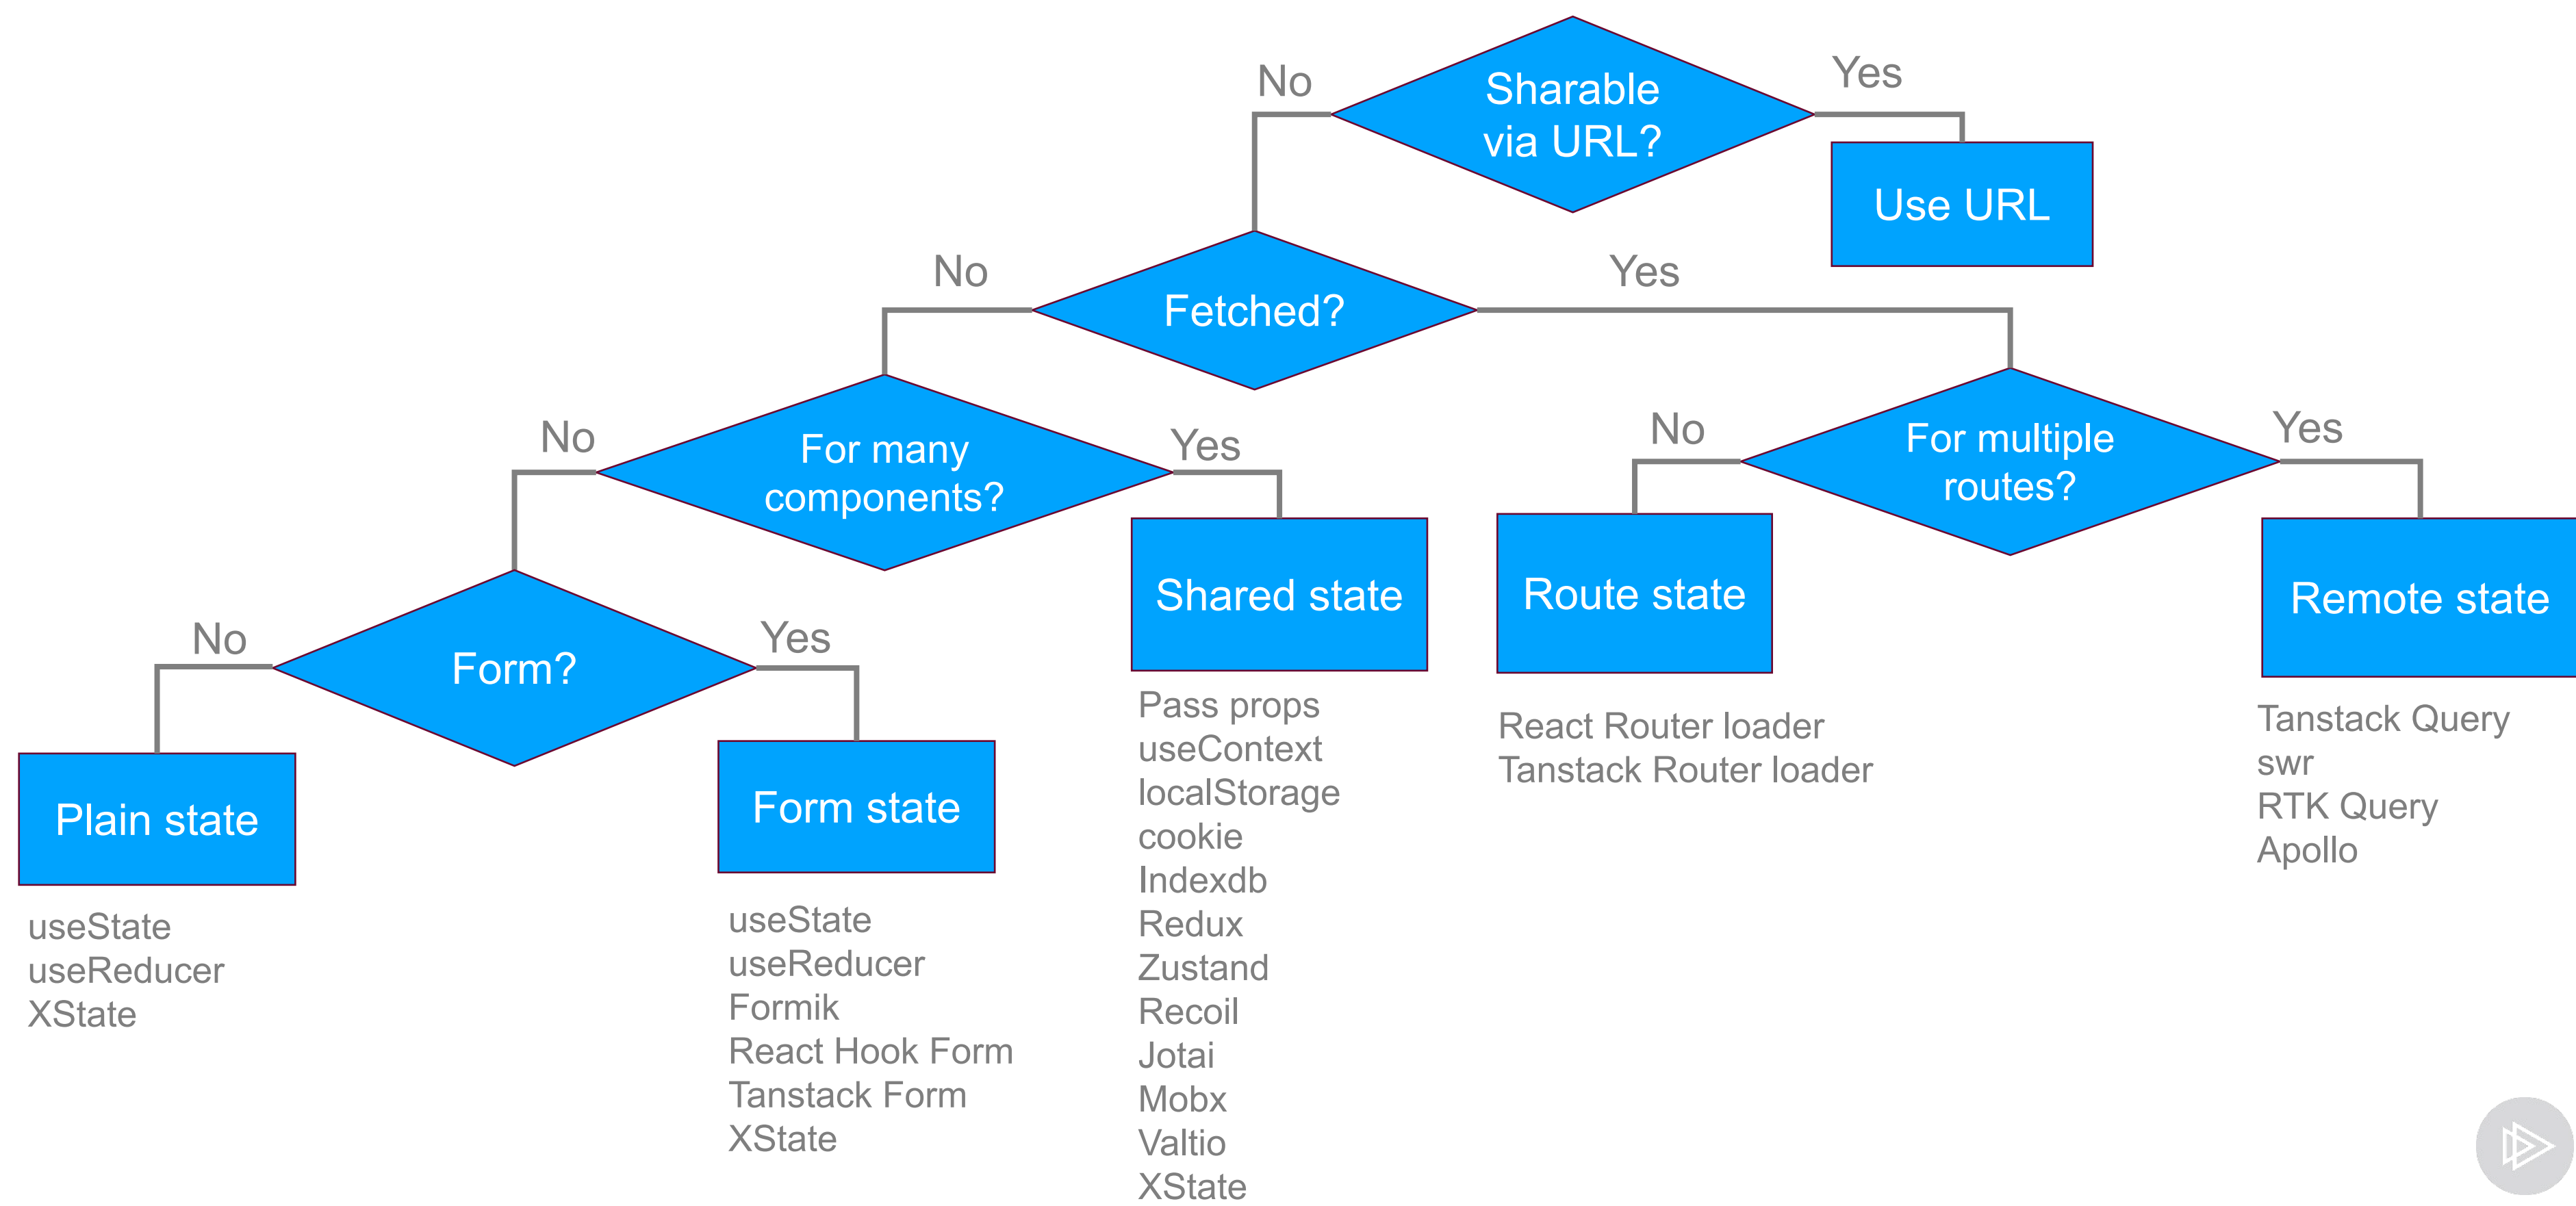 No
Sharable
via URL?
Yes
Use URL
No
Fetched?
Yes
No
For many
components?
Yes
No
For multiple
routes?
Yes
Shared state
Route state
Remote state
No
Form?
Yes
Plain state
Form state
Pass props
useContext
localStorage
cookie
Indexdb
Redux
Zustand
Recoil
Jotai
Mobx
Valtio
XState
React Router loader
Tanstack Router loader
Tanstack Query
swr
RTK Query
Apollo
useState
useReducer
XState
useState
useReducer
Formik
React Hook Form
Tanstack Form
XState